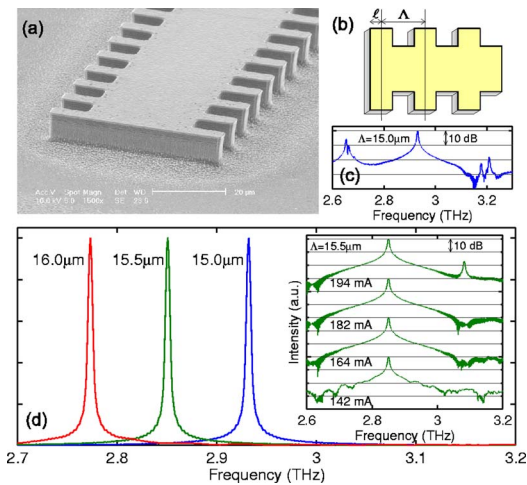 (a)
Acc.V Spot Magn Det WD
10.0 kV 5.0 1500x SE 22.5
20 µm
(b)
ℓ Λ
Λ=15.0µm
10 dB
(c)
2.6 2.8 3 3.2
Frequency (THz)
16.0µm
15.5µm
15.0µm
(d)
Λ=15.5µm
10 dB
194 mA
182 mA
164 mA
142 mA
Intensity (a.u.)
2.6 2.8 3 3.2
Frequency. (THz)
2.7 2.8 2.9 3 3.1 3.2
Frequency (THz)